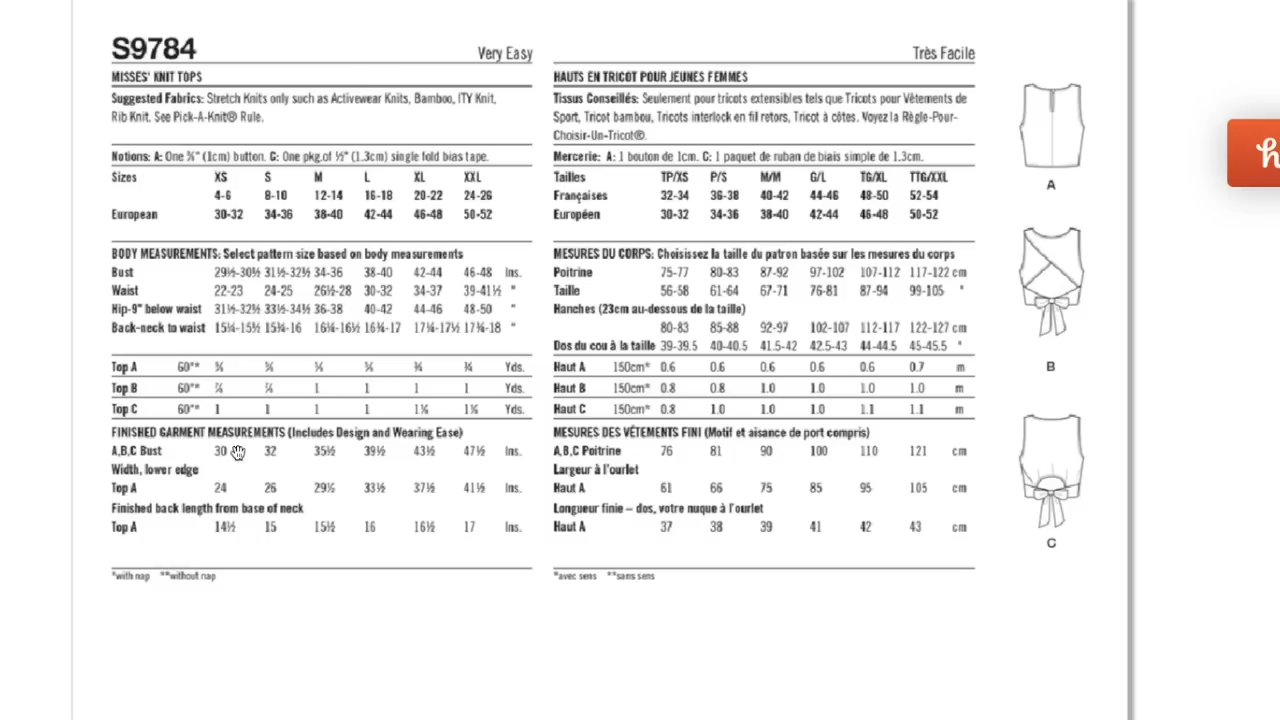 S9784 Very Easy
MISSES' KNIT TOPS
Suggested Fabrics: Stretch Knits only such as Activewear Knits, Bamboo, ITY Knit,
Rib Knit. See Pick-A-Knit® Rule.
Notions: A: One ⅜" (1cm) button. C: One pkg.of ½" (1.3cm) single fold bias tape.
Sizes XS S M L XL XXL
4-6 8-10 12-14 16-18 20-22 24-26
European 30-32 34-36 38-40 42-44 46-48 50-52
BODY MEASUREMENTS: Select pattern size based on body measurements
Bust 29½-30½ 31½-32½ 34-36 38-40 42-44 46-48 Ins.
Waist 22-23 24-25 26½-28 30-32 34-37 39-41½ "
Hip-9" below waist 31½-32½ 33½-34½ 36-38 40-42 44-46 48-50 "
Back-neck to waist 15¼-15½ 15¾-16 16¼-16½ 16¾-17 17¼-17½ 17¾-18 "
Top A 60"* Yds.
Top B 60"* ⅞ ⅞ 1 1 1 1 Yds.
Top C 60"* 1 1 1 1 1⅛ 1⅛ Yds.
FINISHED GARMENT MEASUREMENTS (Includes Design and Wearing Ease)
A,B,C Bust 30 32 35½ 39½ 43½ 47½ Ins.
Width, lower edge
Top A 24 26 29½ 33½ 37½ 41½ Ins.
Finished back length from base of neck
Top A 14½ 15 15½ 16 16½ 17 Ins.
*with nap **without nap
Très Facile
HAUTS EN TRICOT POUR JEUNES FEMMES
Tissus Conseillés: Seulement pour tricots extensibles tels que Tricots pour Vêtements de
Sport, Tricot bambou, Tricots interlock en fil retors, Tricot à côtes. Voyez la Règle-Pour-
Choisir-Un-Tricot®.
Mercerie: A: 1 bouton de 1cm. C: 1 paquet de ruban de biais simple de 1.3cm.
Tailles TP/XS P/S M/M G/L TG/XL TTG/XXL
Françaises 32-34 36-38 40-42 44-46 48-50 52-54
Européen 30-32 34-36 38-40 42-44 46-48 50-52
MESURES DU CORPS: Choisissez la taille du patron basée sur les mesures du corps
Poitrine 75-77 80-83 87-92 97-102 107-112 117-122 cm
Taille 56-58 61-64 67-71 76-81 87-94 99-105 "
Hanches (23cm au-dessous de la taille)
80-83 85-88 92-97 102-107 112-117 122-127 cm
Dos du cou à la taille 39-39.5 40-40.5 41.5-42 42.5-43 44-44.5 45-45.5 "
Haut A 150cm* 0.6 0.6 0.6 0.6 0.6 0.7 m
Haut B 150cm* 0.8 0.8 1.0 1.0 1.0 1.0 m
Haut C 150cm* 0.8 1.0 1.0 1.0 1.1 1.1 m
MESURES DES VÊTEMENTS FINI (Motif et aisance de port compris)
A,B,C Poitrine 76 81 90 100 110 121 cm
Largeur à l'ourlet
Haut A 61 66 75 85 95 105 cm
Longueur finie – dos, votre nuque à l'ourlet
Haut A 37 38 39 41 42 43 cm
*avec sens **sans sens
A
B
C
h